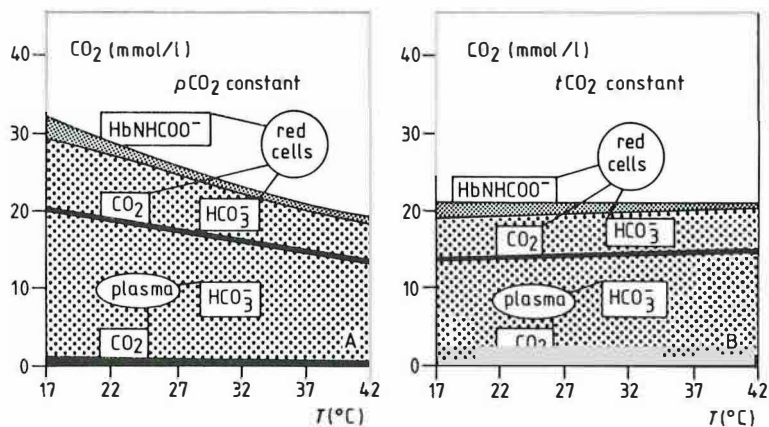 CO₂ (mmol/l)
pCO₂ constant
40
30
20
10
0
HbNHCOO⁻
red
cells
CO₂
HCO₃⁻
plasma
HCO₃⁻
CO₂
A
17
22
27
32
37
42
T(°C)
CO₂ (mmol/l)
tCO₂ constant
40
30
20
10
0
red
cells
HbNHCOO⁻
CO₂
HCO₃⁻
plasma
HCO₃⁻
B
17
22
27
32
37
42
T(°C)